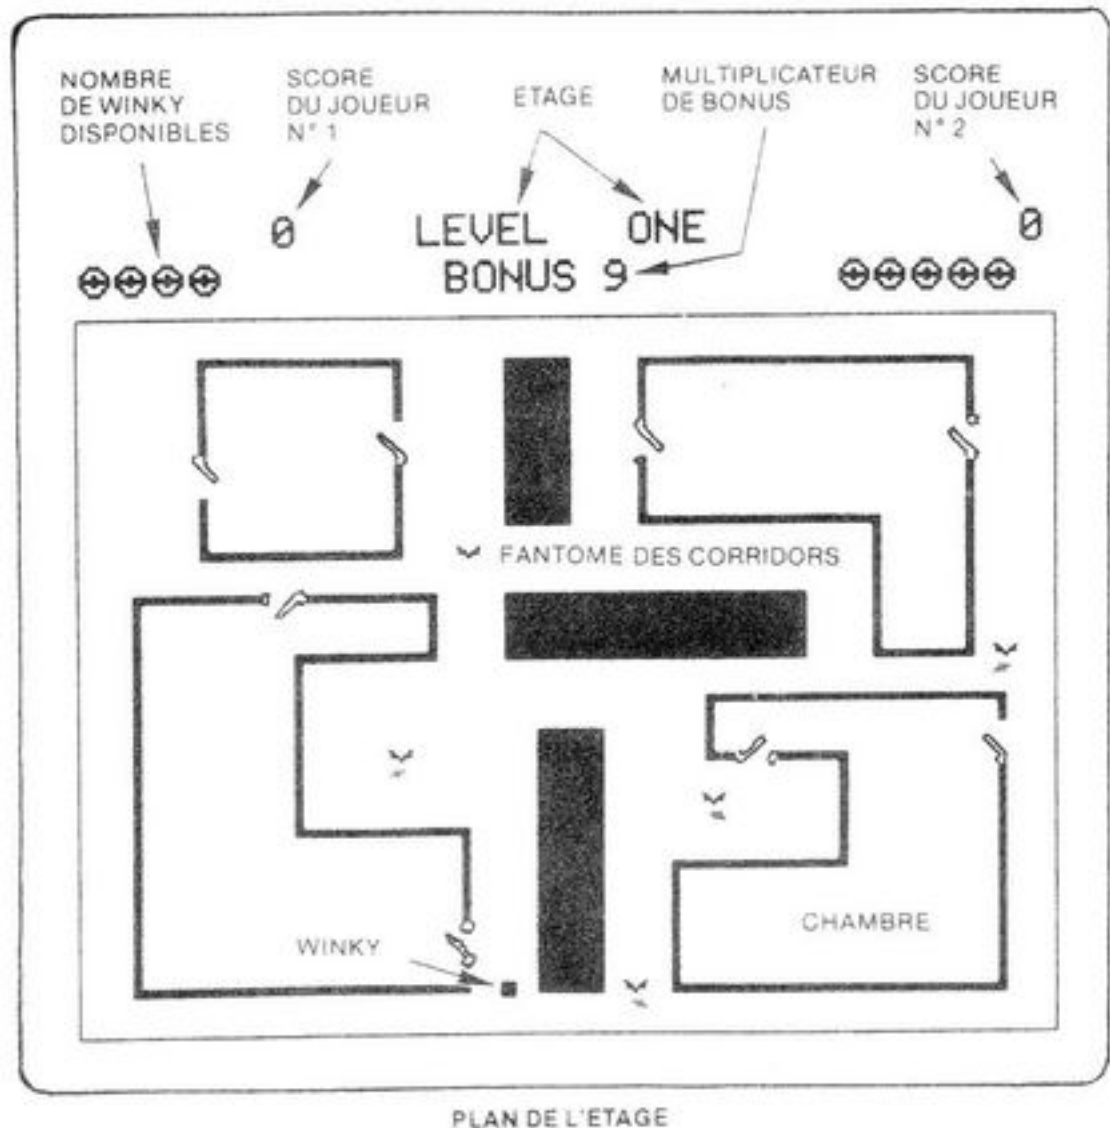 NOMBRE
DE WINKY
DISPONIBLES
SCORE
DU JOUEUR
N° 1
ETAGE
MULTIPLICATEUR
DE BONUS
SCORE
DU JOUEUR
N° 2
0
LEVEL ONE
0
BONUS 9
FANTOME DES CORRIDORS
CHAMBRE
WINKY
PLAN DE L'ETAGE